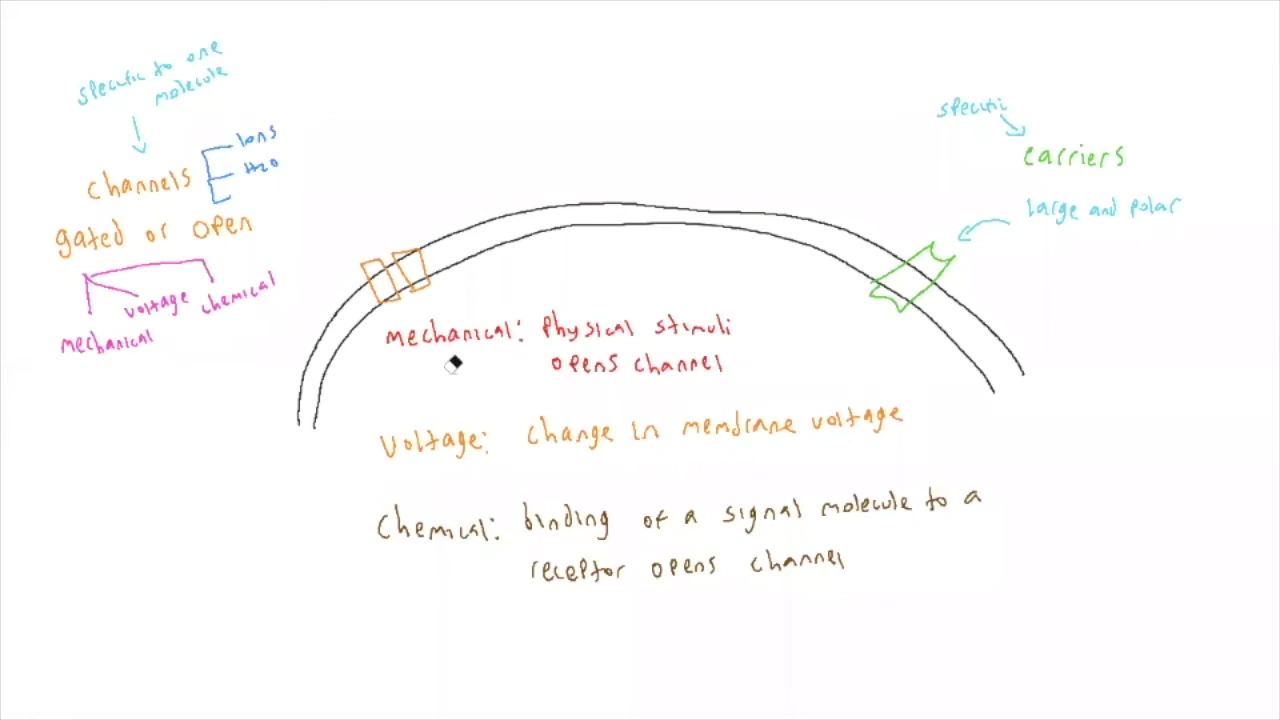 specific to one
molecule
channels
Ions
H2O
gated or open
voltage
chemical
mechanical
specific
carriers
large and polar
mechanical: Physical stimuli
opens channel
Voltage: change in membrane voltage
Chemical: binding of a signal molecule to a
receptor opens channel